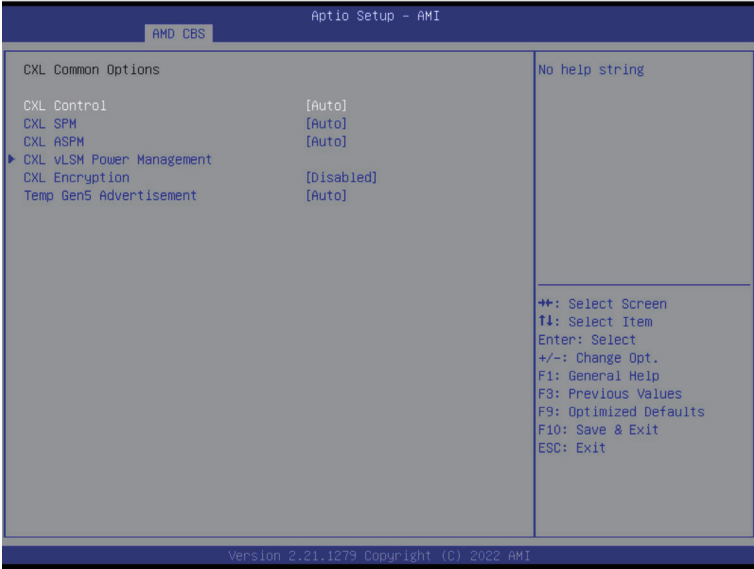 Aptio Setup – AMI
AMD CBS
CXL Common Options
CXL Control [Auto]
CXL SPM [Auto]
CXL ASPM [Auto]
CXL vLSM Power Management
CXL Encryption [Disabled]
Temp Gen5 Advertisement [Auto]
No help string
→←: Select Screen
↑↓: Select Item
Enter: Select
+/-: Change Opt.
F1: General Help
F3: Previous Values
F9: Optimized Defaults
F10: Save & Exit
ESC: Exit
Version 2.21.1279 Copyright (C) 2022 AMI